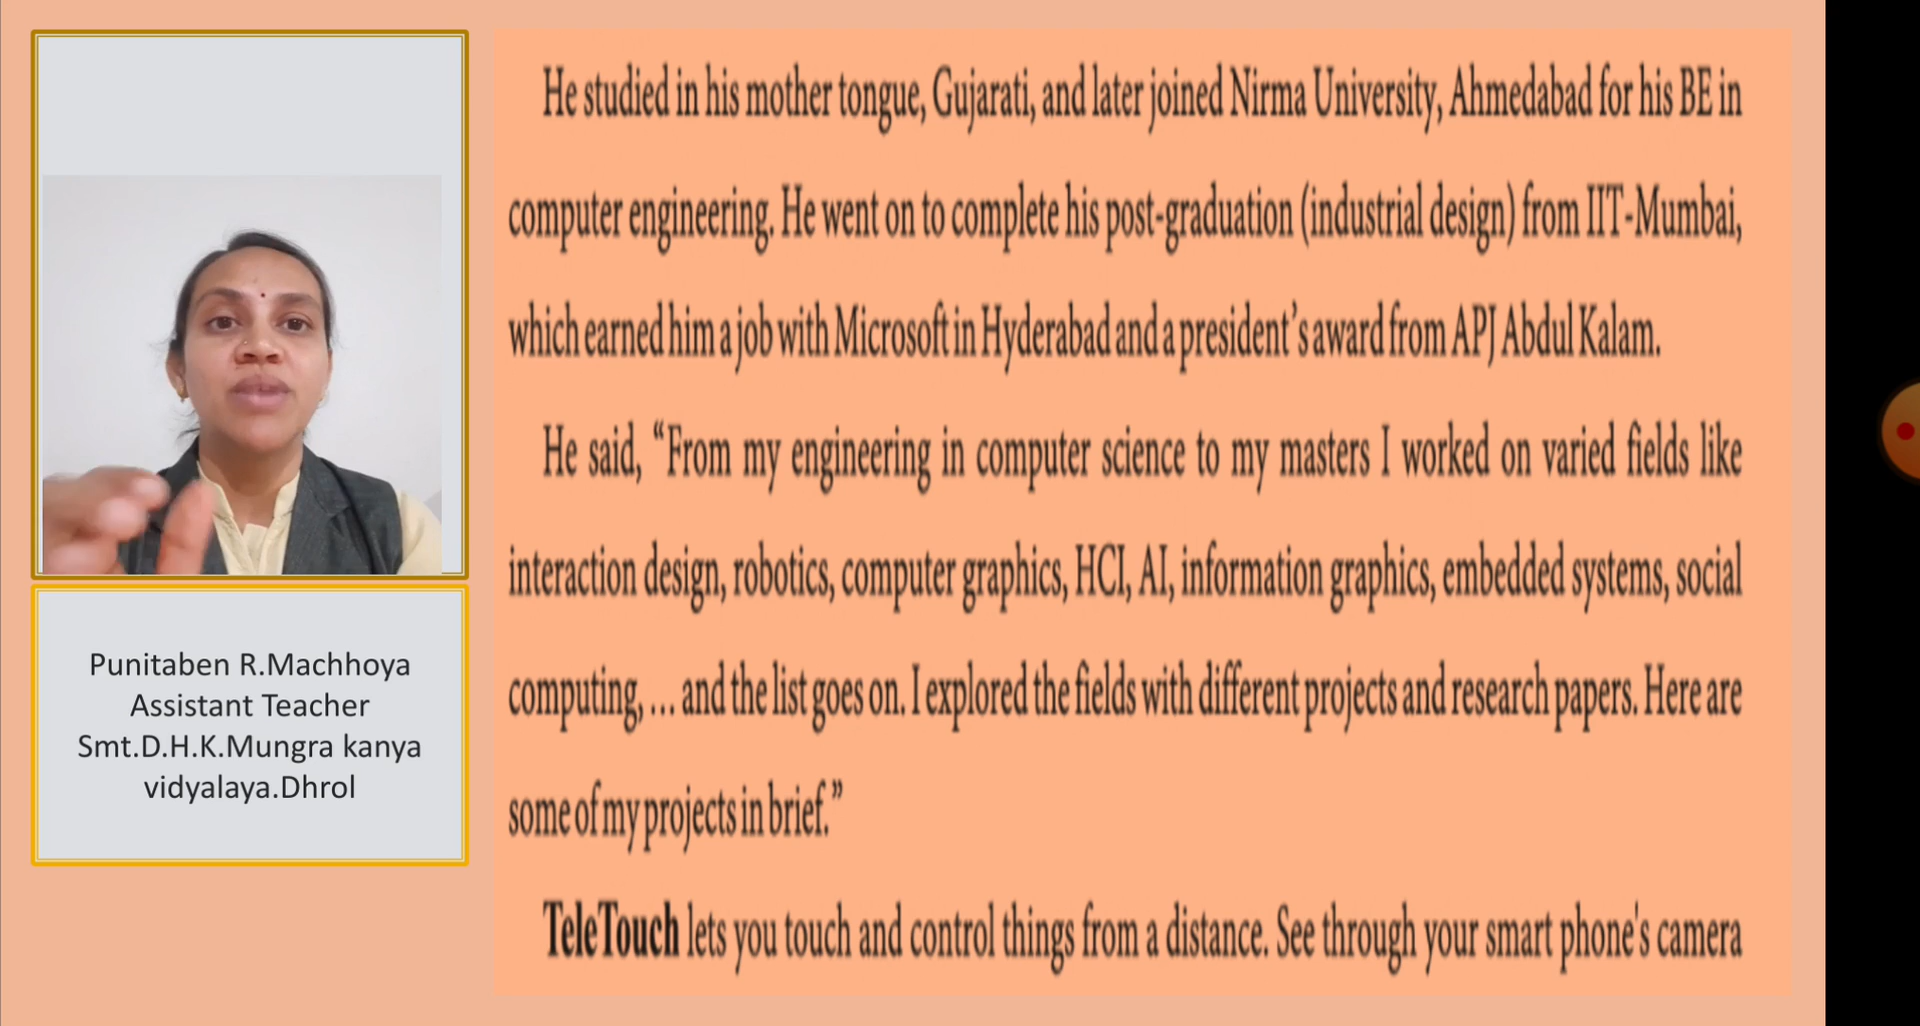 He studied in his mother tongue, Gujarati, and later joined Nirma University, Ahmedabad for his BE in
computer engineering. He went on to complete his post-graduation (industrial design) from IIT-Mumbai,
which earned him a job with Microsoft in Hyderabad and a president's award from APJ Abdul Kalam.
He said, “From my engineering in computer science to my masters I worked on varied fields like
interaction design, robotics, computer graphics, HCI, AI, information graphics, embedded systems, social
computing, ... and the list goes on. I explored the fields with different projects and research papers. Here are
some of my projects in brief.”
TeleTouch lets you touch and control things from a distance. See through your smart phone's camera
Punitaben R.Machhoya
Assistant Teacher
Smt.D.H.K.Mungra kanya
vidyalaya.Dhrol